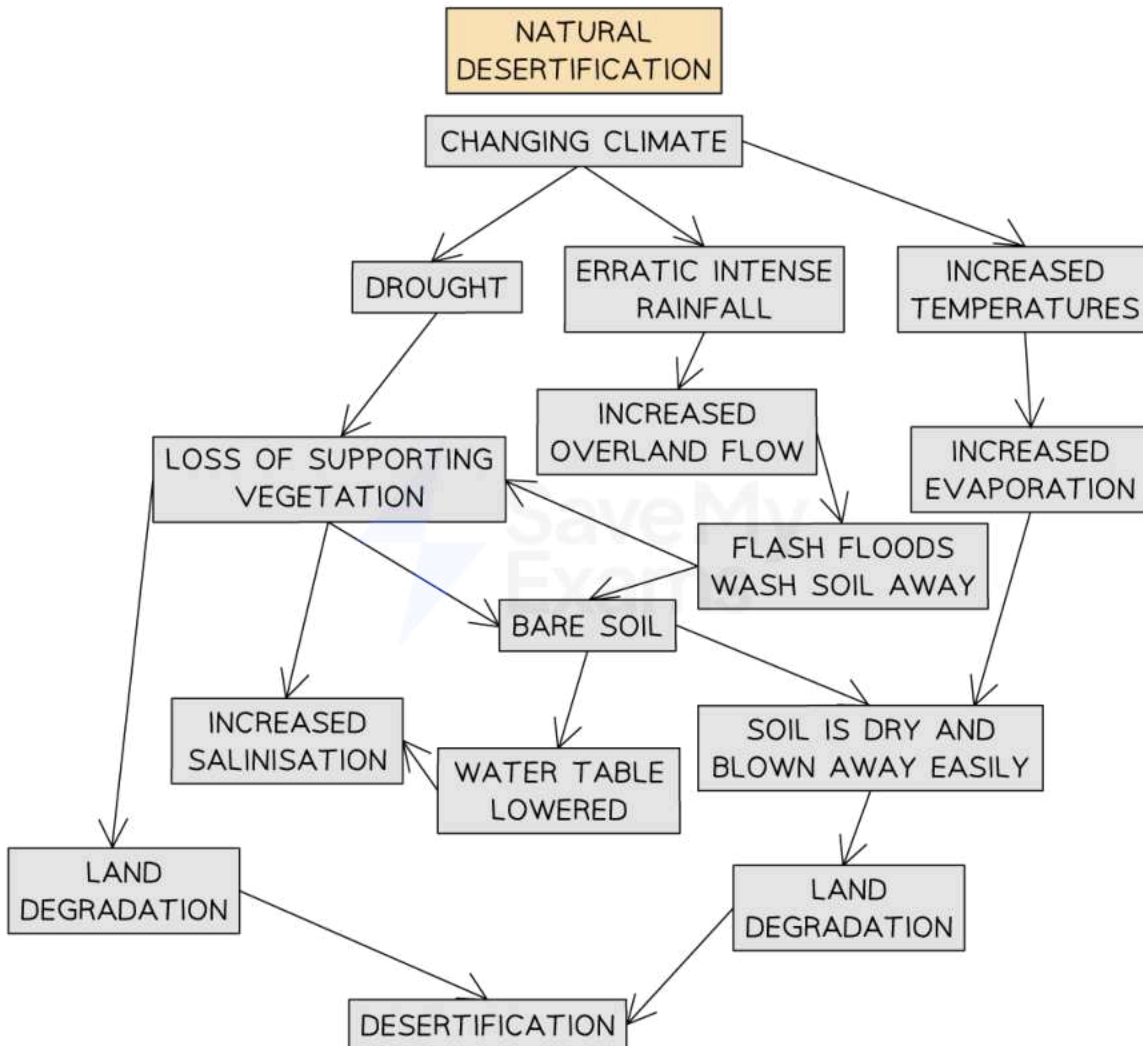 NATURAL
DESERTIFICATION
CHANGING CLIMATE
DROUGHT
ERRATIC INTENSE
RAINFALL
INCREASED
TEMPERATURES
INCREASED
OVERLAND FLOW
LOSS OF SUPPORTING
VEGETATION
INCREASED
EVAPORATION
SaveMy
Exams
FLASH FLOODS
WASH SOIL AWAY
BARE SOIL
INCREASED
SALINISATION
WATER TABLE
LOWERED
SOIL IS DRY AND
BLOWN AWAY EASILY
LAND
DEGRADATION
LAND
DEGRADATION
DESERTIFICATION